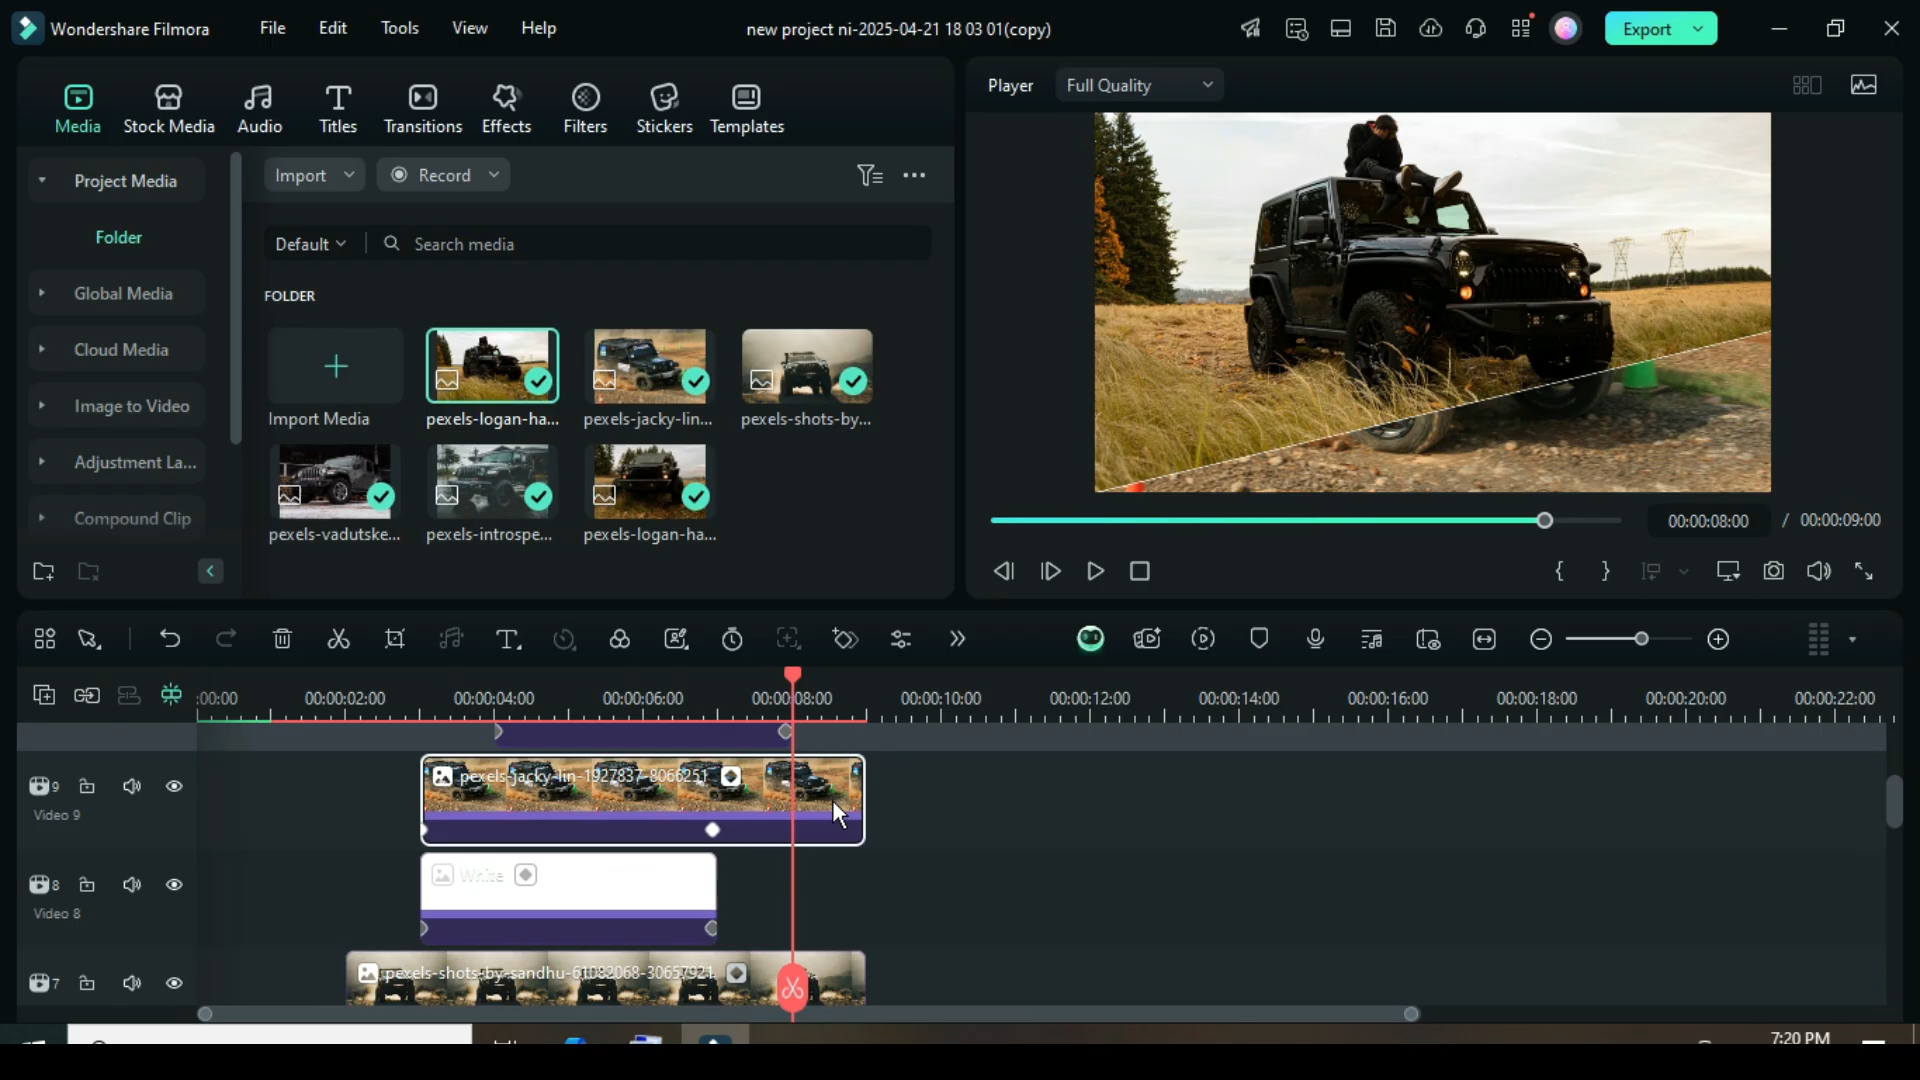 Wondershare Filmora
File
Edit
Tools
View
Help
new project ni-2025-04-21 18 03 01(copy)
Export
Media
Stock Media
Audio
Titles
Transitions
Effects
Filters
Stickers
Templates
Player
Full Quality
Project Media
Folder
Global Media
Cloud Media
Image to Video
Adjustment La...
Compound Clip
Import
Record
Default
Search media
FOLDER
Import Media
pexels-logan-ha...
pexels-jacky-lin...
pexels-shots-by...
pexels-vadutske...
pexels-introspe...
pexels-logan-ha...
00:00:08:00 / 00:00:09:00
:00:00
00:00:02:00
00:00:04:00
00:00:06:00
00:00:08:00
00:00:10:00
00:00:12:00
00:00:14:00
00:00:16:00
00:00:18:00
00:00:20:00
00:00:22:00
9
Video 9
pexels-jacky-lin-1927837-8066251
8
Video 8
White
7
pexels-shots-by-sandhu-61082068-30657921
7:20 PM